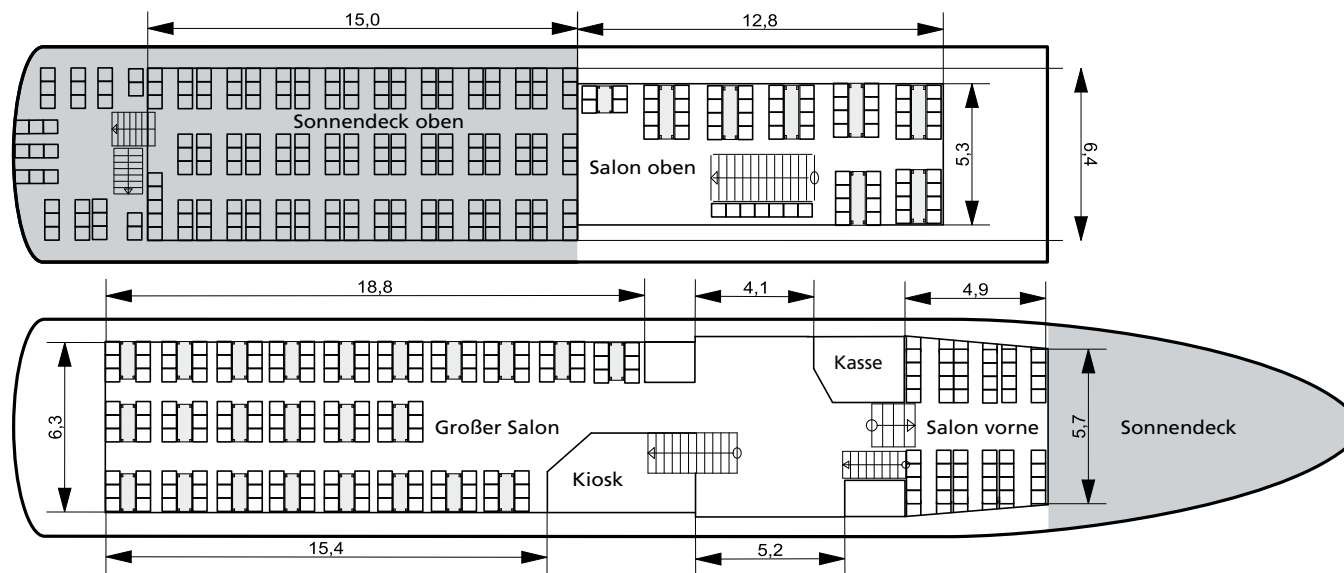 15,0
12,8
Sonnendeck oben
Salon oben
5,3
6,4
18,8
4,1
4,9
Kasse
6,3
Großer Salon
Salon vorne
5,7
Sonnendeck
Kiosk
15,4
5,2